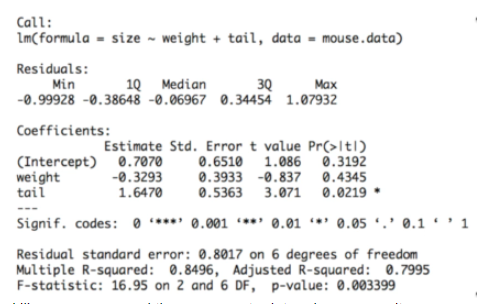 Call:
lm(formula = size ~ weight + tail, data = mouse.data)
Residuals:
Min 1Q Median 3Q Max
-0.99928 -0.38648 -0.06967 0.34454 1.07932
Coefficients:
Estimate Std. Error t value Pr(>|t|)
(Intercept) 0.7070 0.6510 1.086 0.3192
weight -0.3293 0.3933 -0.837 0.4345
tail 1.6470 0.5363 3.071 0.0219 *
---
Signif. codes: 0 ‘***’ 0.001 ‘**’ 0.01 ‘*’ 0.05 ‘.’ 0.1 ‘ ’ 1
Residual standard error: 0.8017 on 6 degrees of freedom
Multiple R-squared: 0.8496, Adjusted R-squared: 0.7995
F-statistic: 16.95 on 2 and 6 DF, p-value: 0.003399